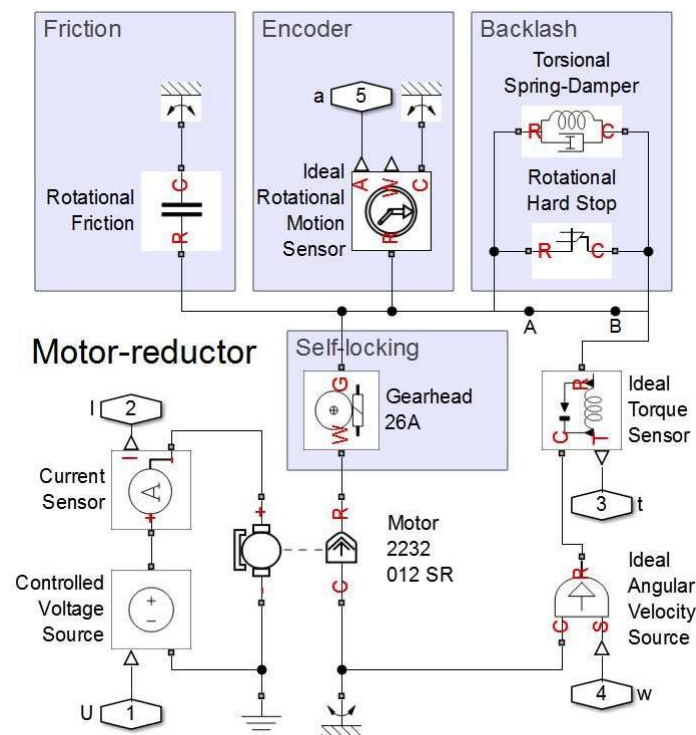 Friction
Encoder
Backlash
Torsional
Spring-Damper
a
5
R
C
C
Rotational
Friction
R
Ideal
Rotational
Motion
Sensor
A
W
C
R
Rotational
Hard Stop
R
C
A
B
Motor-reductor
Self-locking
G
W
Gearhead
26A
R
C
T
Ideal
Torque
Sensor
I
2
I
-
A
+
Current
Sensor
3
t
+
-
R
C
Motor
2232
012 SR
Controlled
Voltage
Source
+
-
R
C
S
Ideal
Angular
Velocity
Source
U
1
4
w